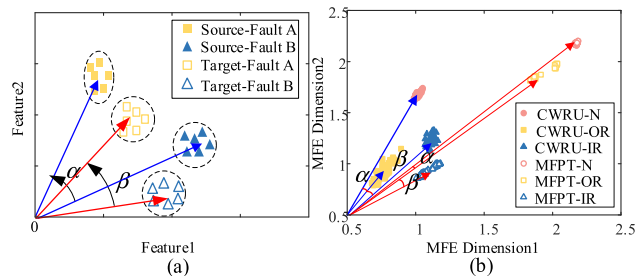 (a)
Feature2
Source-Fault A
Source-Fault B
Target-Fault A
Target-Fault B
α
β
0
Feature1
(b)
MFE Dimension2
2.5
2
1.5
1
0.5
CWRU-N
CWRU-OR
CWRU-IR
MFPT-N
MFPT-OR
MFPT-IR
β
α
α
β
0.5
1
1.5
2
2.5
MFE Dimension1